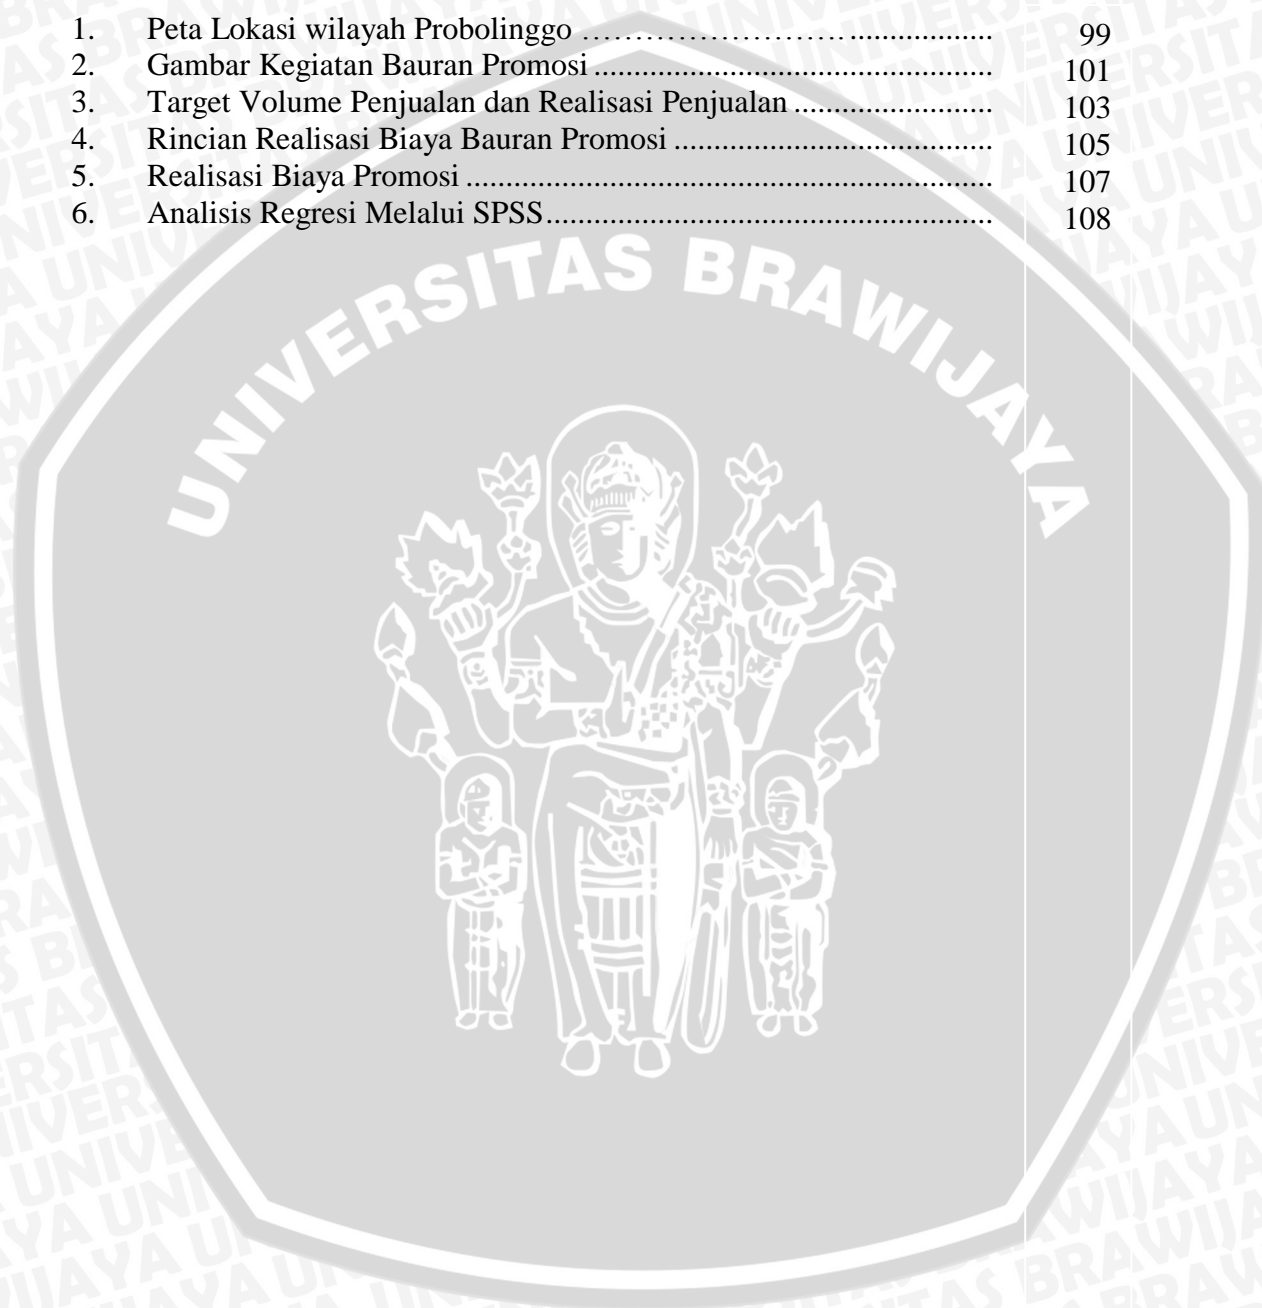 1. Peta Lokasi wilayah Probolinggo ............................................ 99
2. Gambar Kegiatan Bauran Promosi .................................................. 101
3. Target Volume Penjualan dan Realisasi Penjualan ......................... 103
4. Rincian Realisasi Biaya Bauran Promosi ........................................ 105
5. Realisasi Biaya Promosi .................................................................. 107
6. Analisis Regresi Melalui SPSS........................................................ 108
UNIVERSITAS BRAWIJAYA